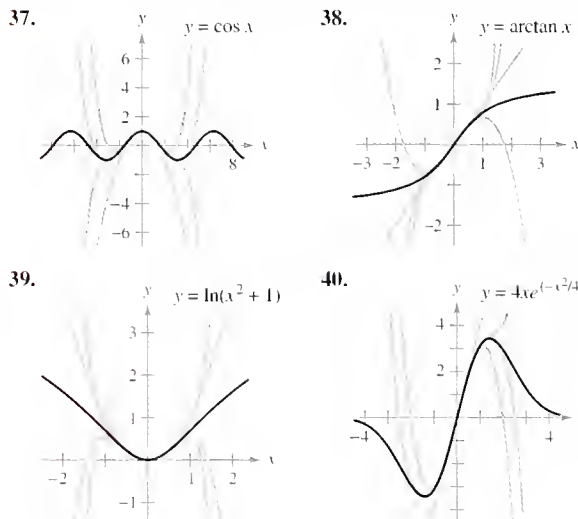 37.
y
y = cos x
6
4
2
x
8
−4
−6
38.
y
y = arctan x
2
1
x
−3 −2 1 3
−2
39.
y
y = ln(x² + 1)
3
2
1
x
−2 −1 1 2
−1
40.
y
y = 4xe^(−x²/4
4
2
x
−4 4